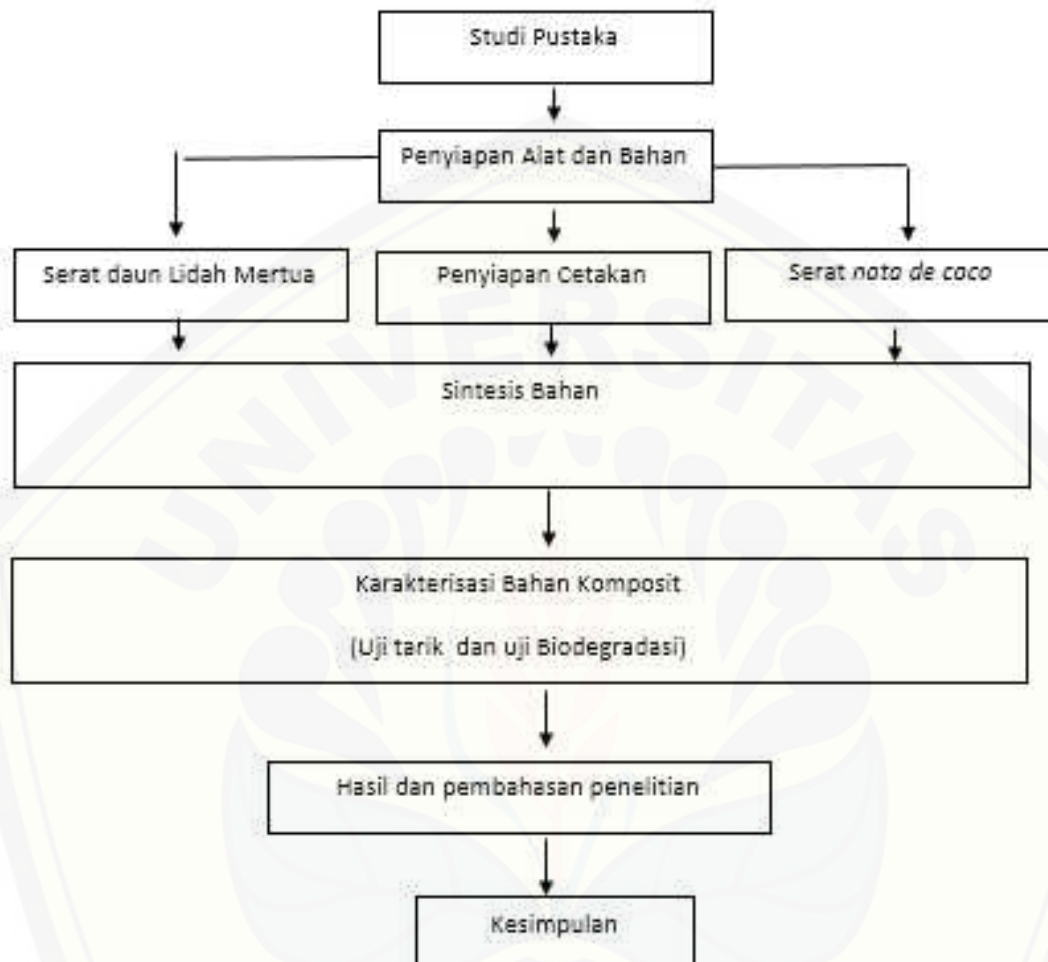 Studi Pustaka
Penyiapan Alat dan Bahan
Serat daun Lidah Mertua
Penyiapan Cetakan
Serat nata de coco
Sintesis Bahan
Karakterisasi Bahan Komposit
(Uji tarik dan uji Biodegradasi)
Hasil dan pembahasan penelitian
Kesimpulan
UNIVERSITAS